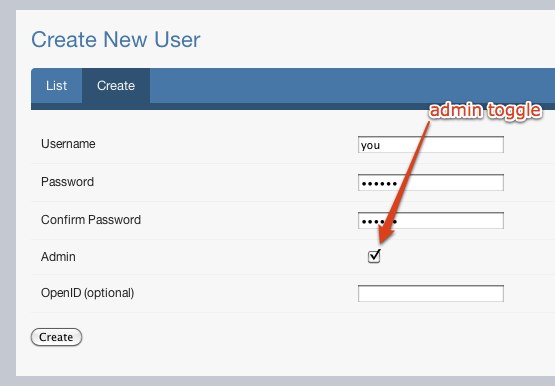 Create New User
List Create
admin toggle
Username you
Password ••••••
Confirm Password ••••••
Admin
OpenID (optional)
Create